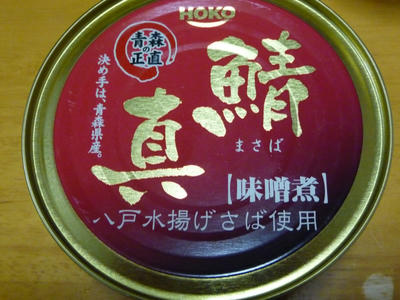 HOKO
青森の正直
決め手は、青森県産。
真鯖
まさば
【味噌煮】
八戸水揚げさば使用